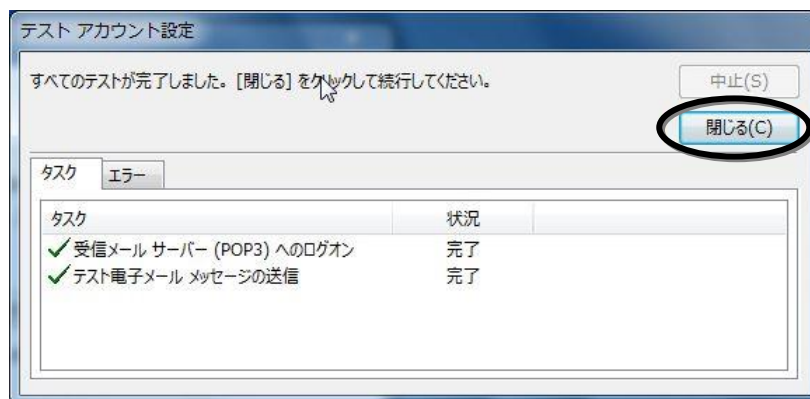 テスト アカウント設定
すべてのテストが完了しました。[閉じる] をクリックして続行してください。
中止(S)
閉じる(C)
タスク エラー
タスク 状況
受信メール サーバー (POP3) へのログオン 完了
テスト電子メール メッセージの送信 完了